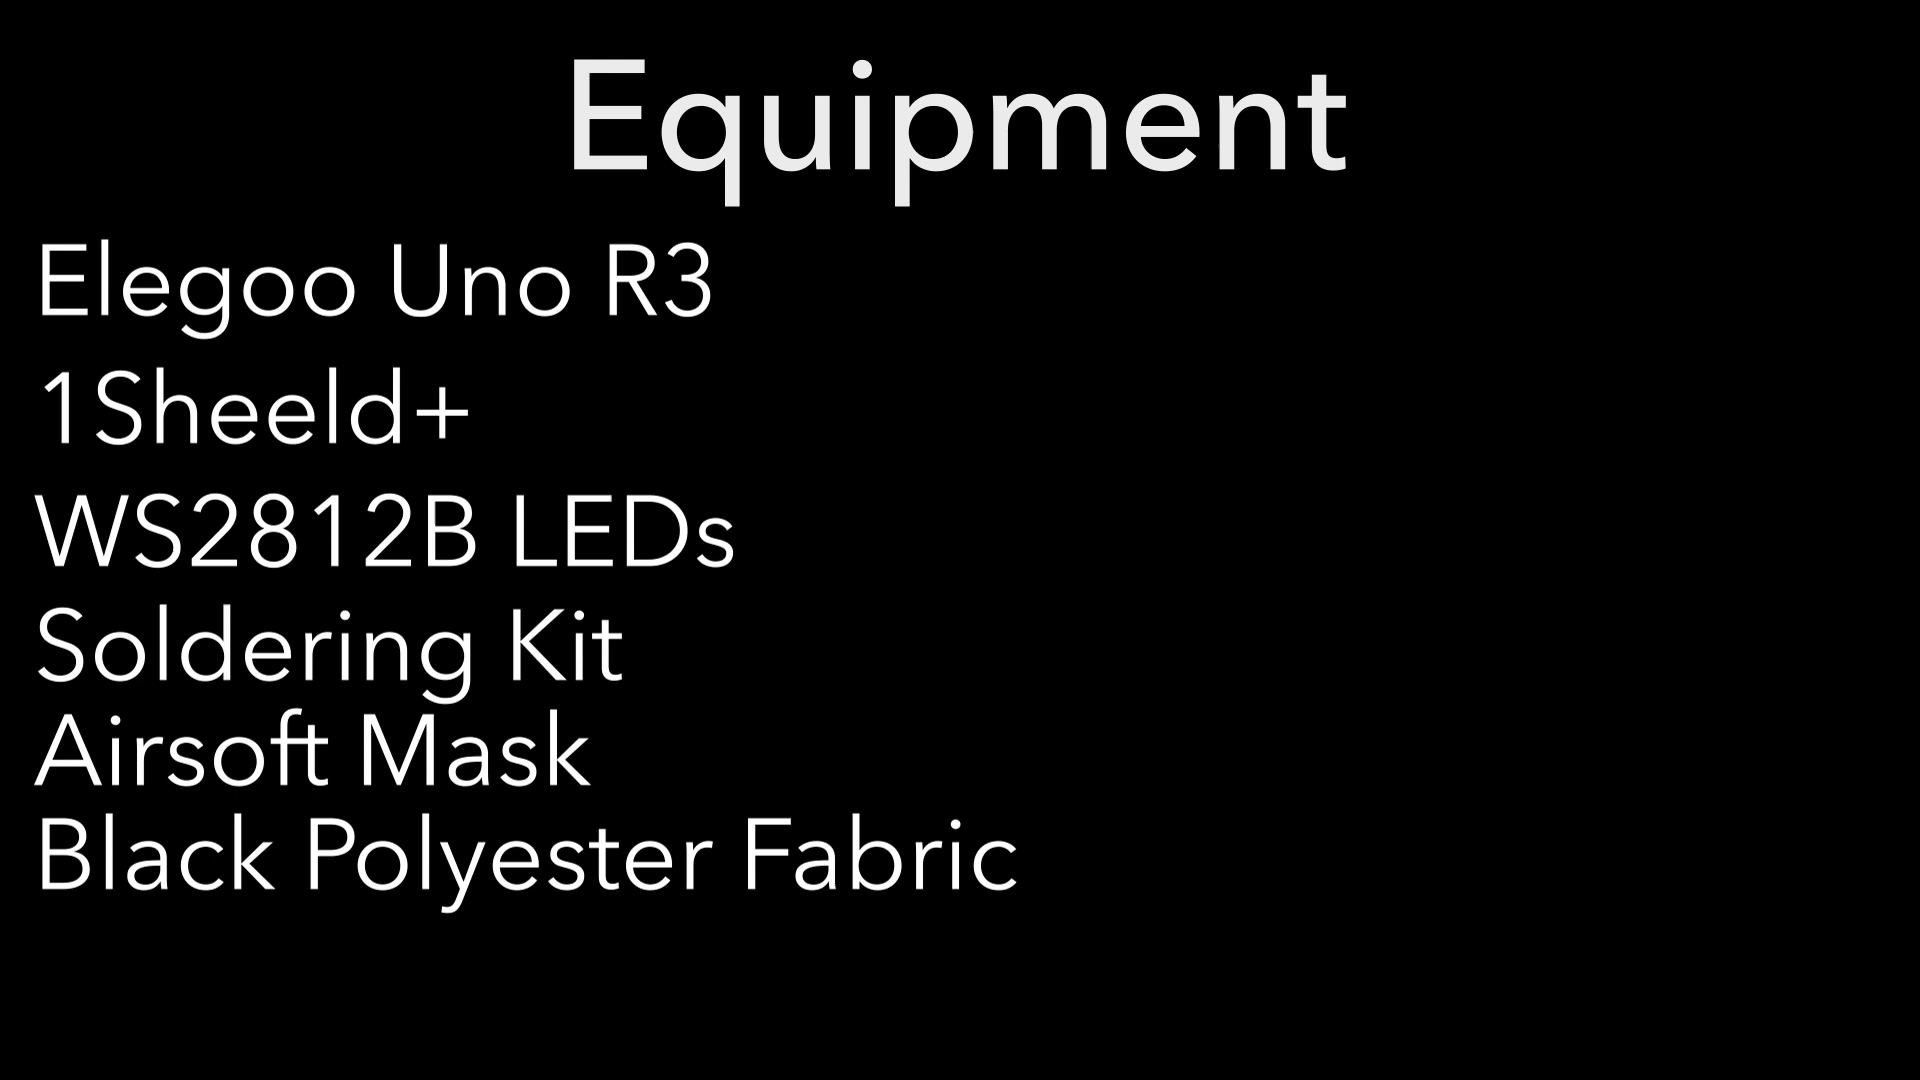 Equipment
Elegoo Uno R3
1Sheeld+
WS2812B LEDs
Soldering Kit
Airsoft Mask
Black Polyester Fabric